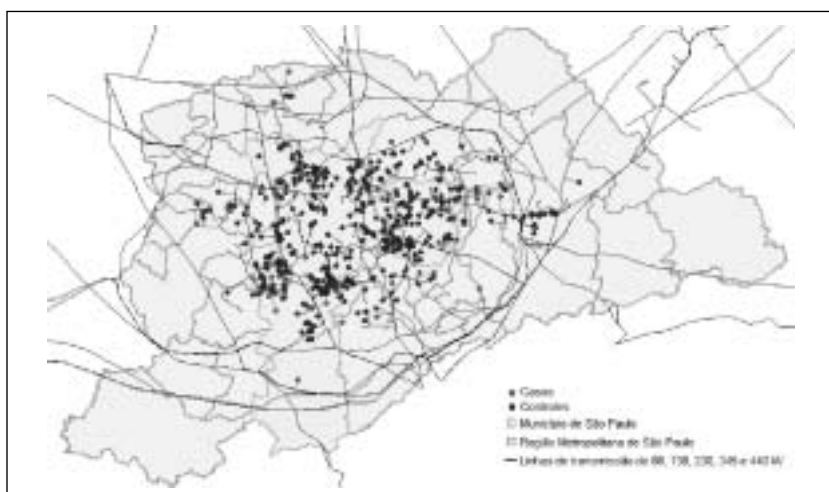 Casos
Controles
Município de São Paulo
Região Metropolitana de São Paulo
Linhas de transmissão de 88, 138, 230, 345 e 440